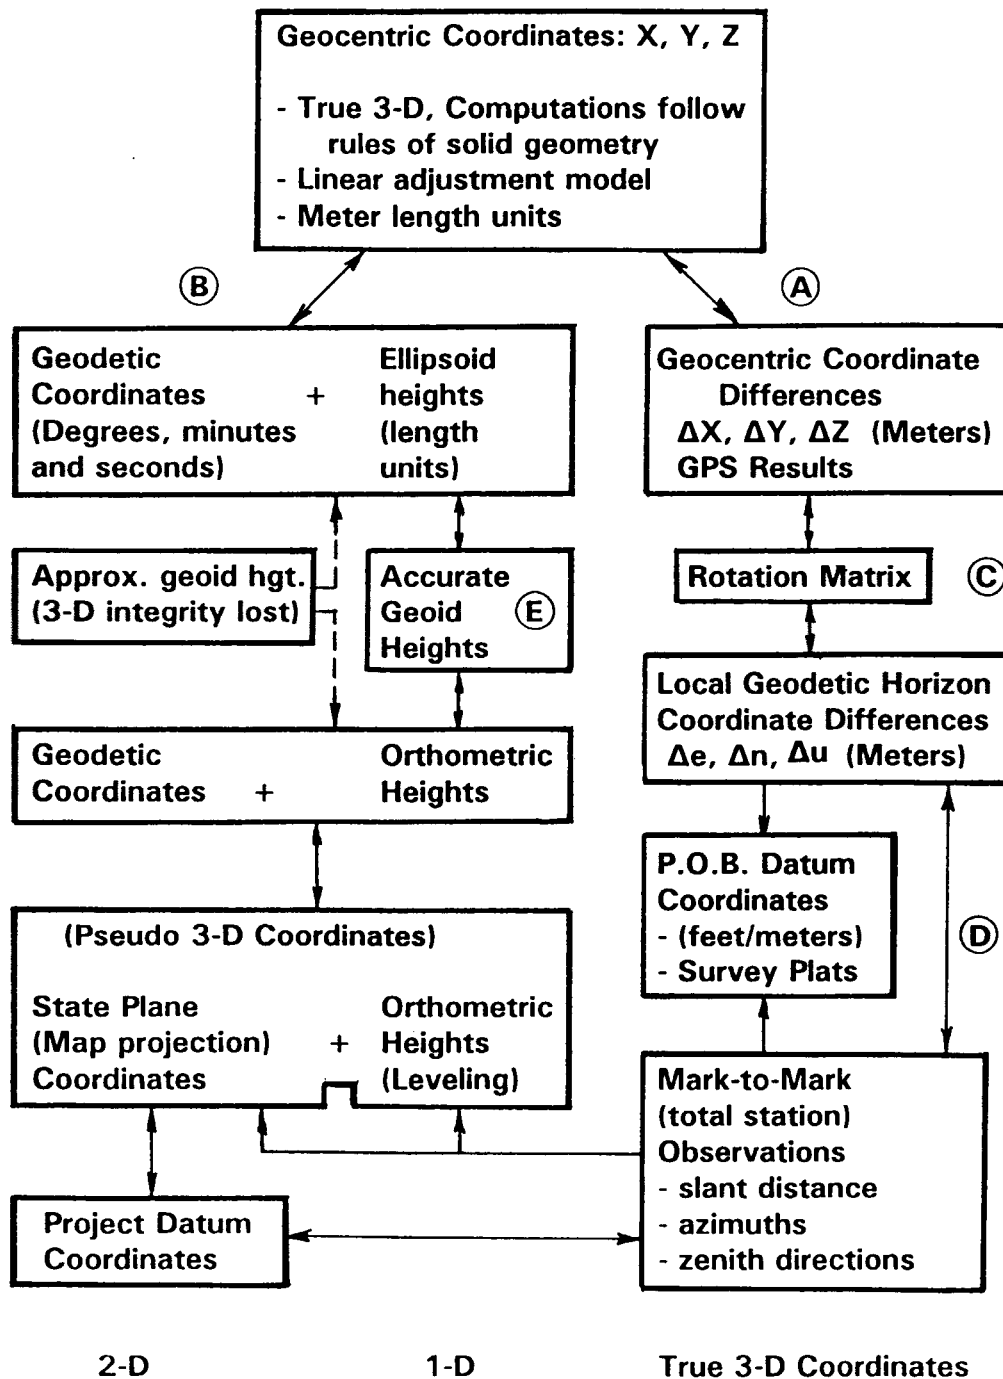 Geocentric Coordinates: X, Y, Z
- True 3-D, Computations follow
rules of solid geometry
- Linear adjustment model
- Meter length units
B
A
Geodetic
Coordinates +
(Degrees, minutes
and seconds)
Ellipsoid
heights
(length
units)
Geocentric Coordinate
Differences
ΔX, ΔY, ΔZ (Meters)
GPS Results
Approx. geoid hgt.
(3-D integrity lost)
Accurate
Geoid
Heights
E
Rotation Matrix
C
Local Geodetic Horizon
Coordinate Differences
Δe, Δn, Δu (Meters)
Geodetic
Coordinates +
Orthometric
Heights
P.O.B. Datum
Coordinates
- (feet/meters)
- Survey Plats
D
(Pseudo 3-D Coordinates)
State Plane
(Map projection) +
Coordinates
Orthometric
Heights
(Leveling)
Mark-to-Mark
(total station)
Observations
- slant distance
- azimuths
- zenith directions
Project Datum
Coordinates
2-D
1-D
True 3-D Coordinates